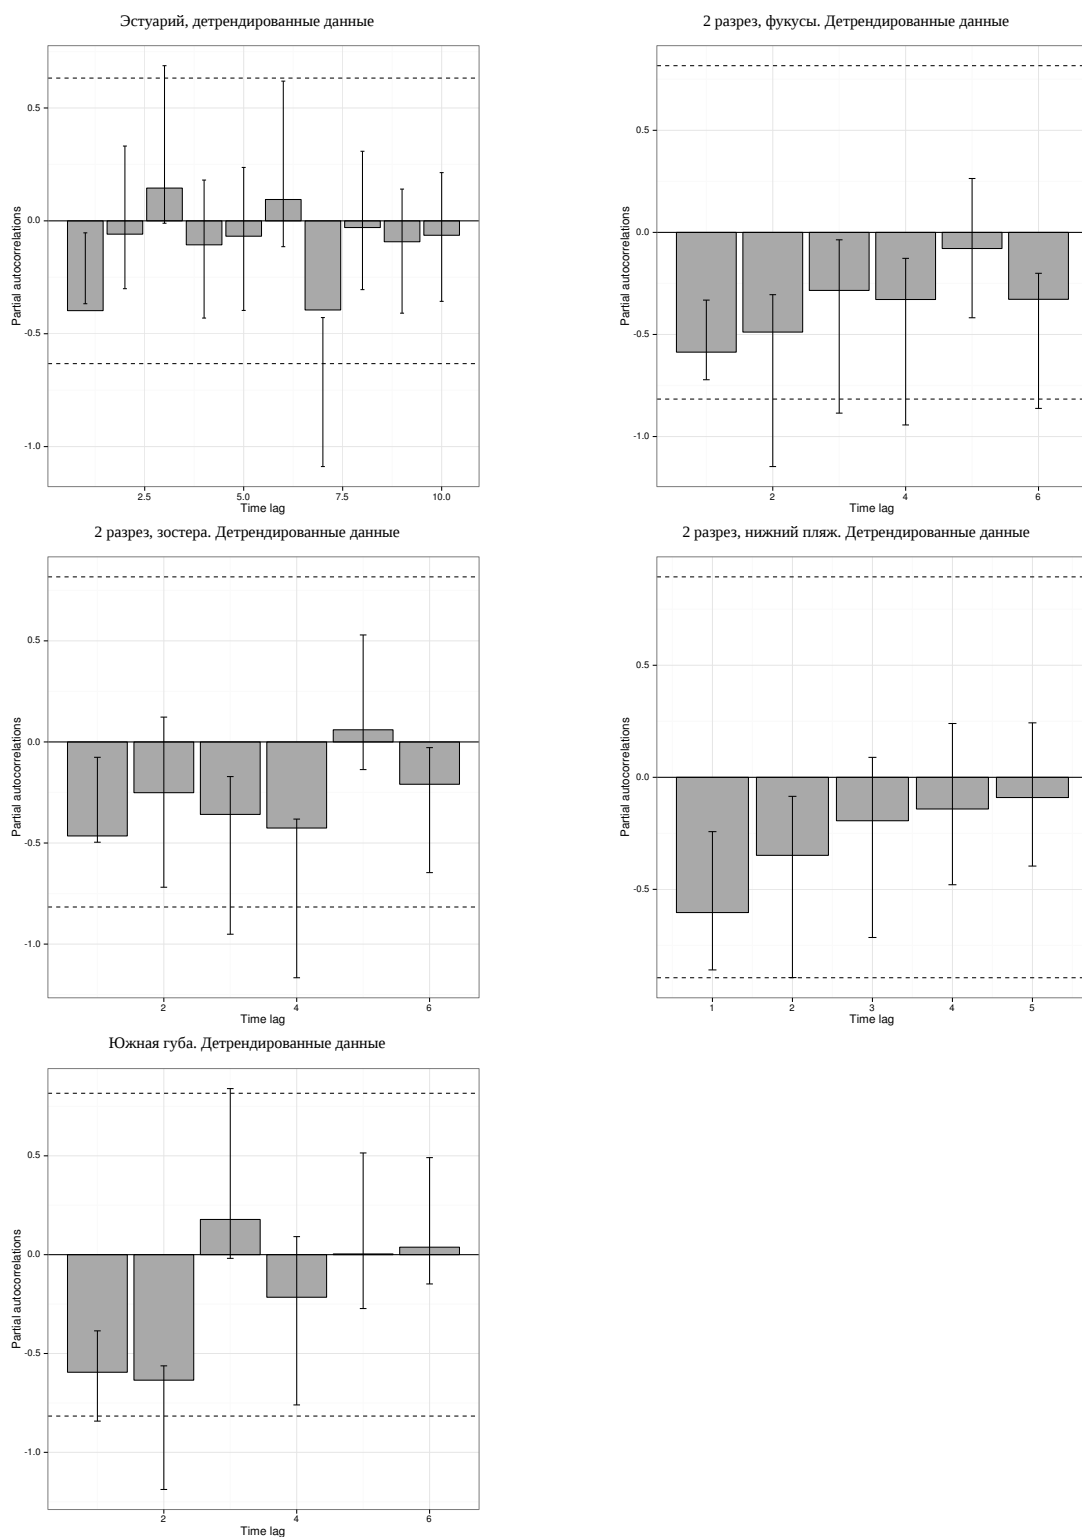 Эстуарий, детрендированные данные
Partial autocorrelations
0.5
0.0
-0.5
-1.0
2.5 5.0 7.5 10.0
Time lag
2 разрез, фукусы. Детрендированные данные
Partial autocorrelations
0.5
0.0
-0.5
-1.0
2 4 6
Time lag
2 разрез, зостера. Детрендированные данные
Partial autocorrelations
0.5
0.0
-0.5
-1.0
2 4 6
Time lag
2 разрез, нижний пляж. Детрендированные данные
Partial autocorrelations
0.5
0.0
-0.5
1 2 3 4 5
Time lag
Южная губа. Детрендированные данные
Partial autocorrelations
0.5
0.0
-0.5
-1.0
2 4 6
Time lag